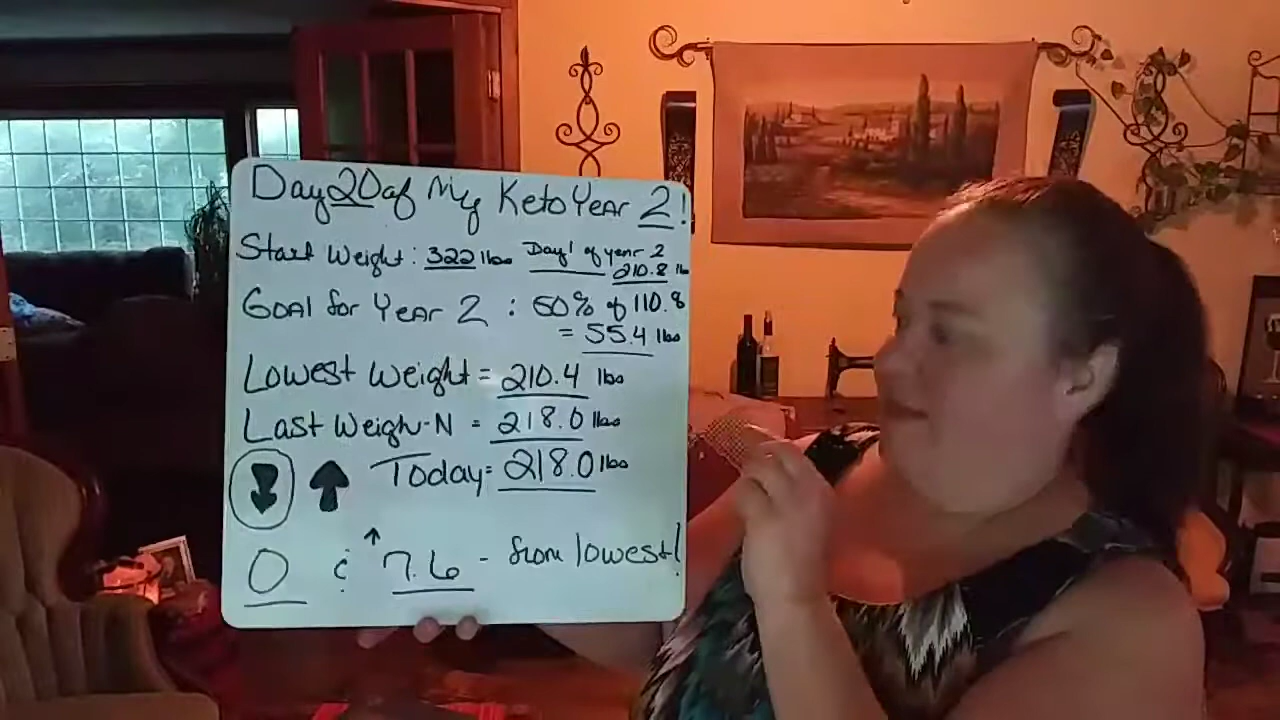 Day 20 of My Keto Year 2!
Start Weight: 322 lbs Day 1 of year 2
210.8 lbs
Goal for Year 2 : 50% of 110.8
= 55.4 lbs
Lowest Weight = 210.4 lbs
Last Weigh-N = 218.0 lbs
Today = 218.0 lbs
0 & ↑ 7.6 - from lowest!